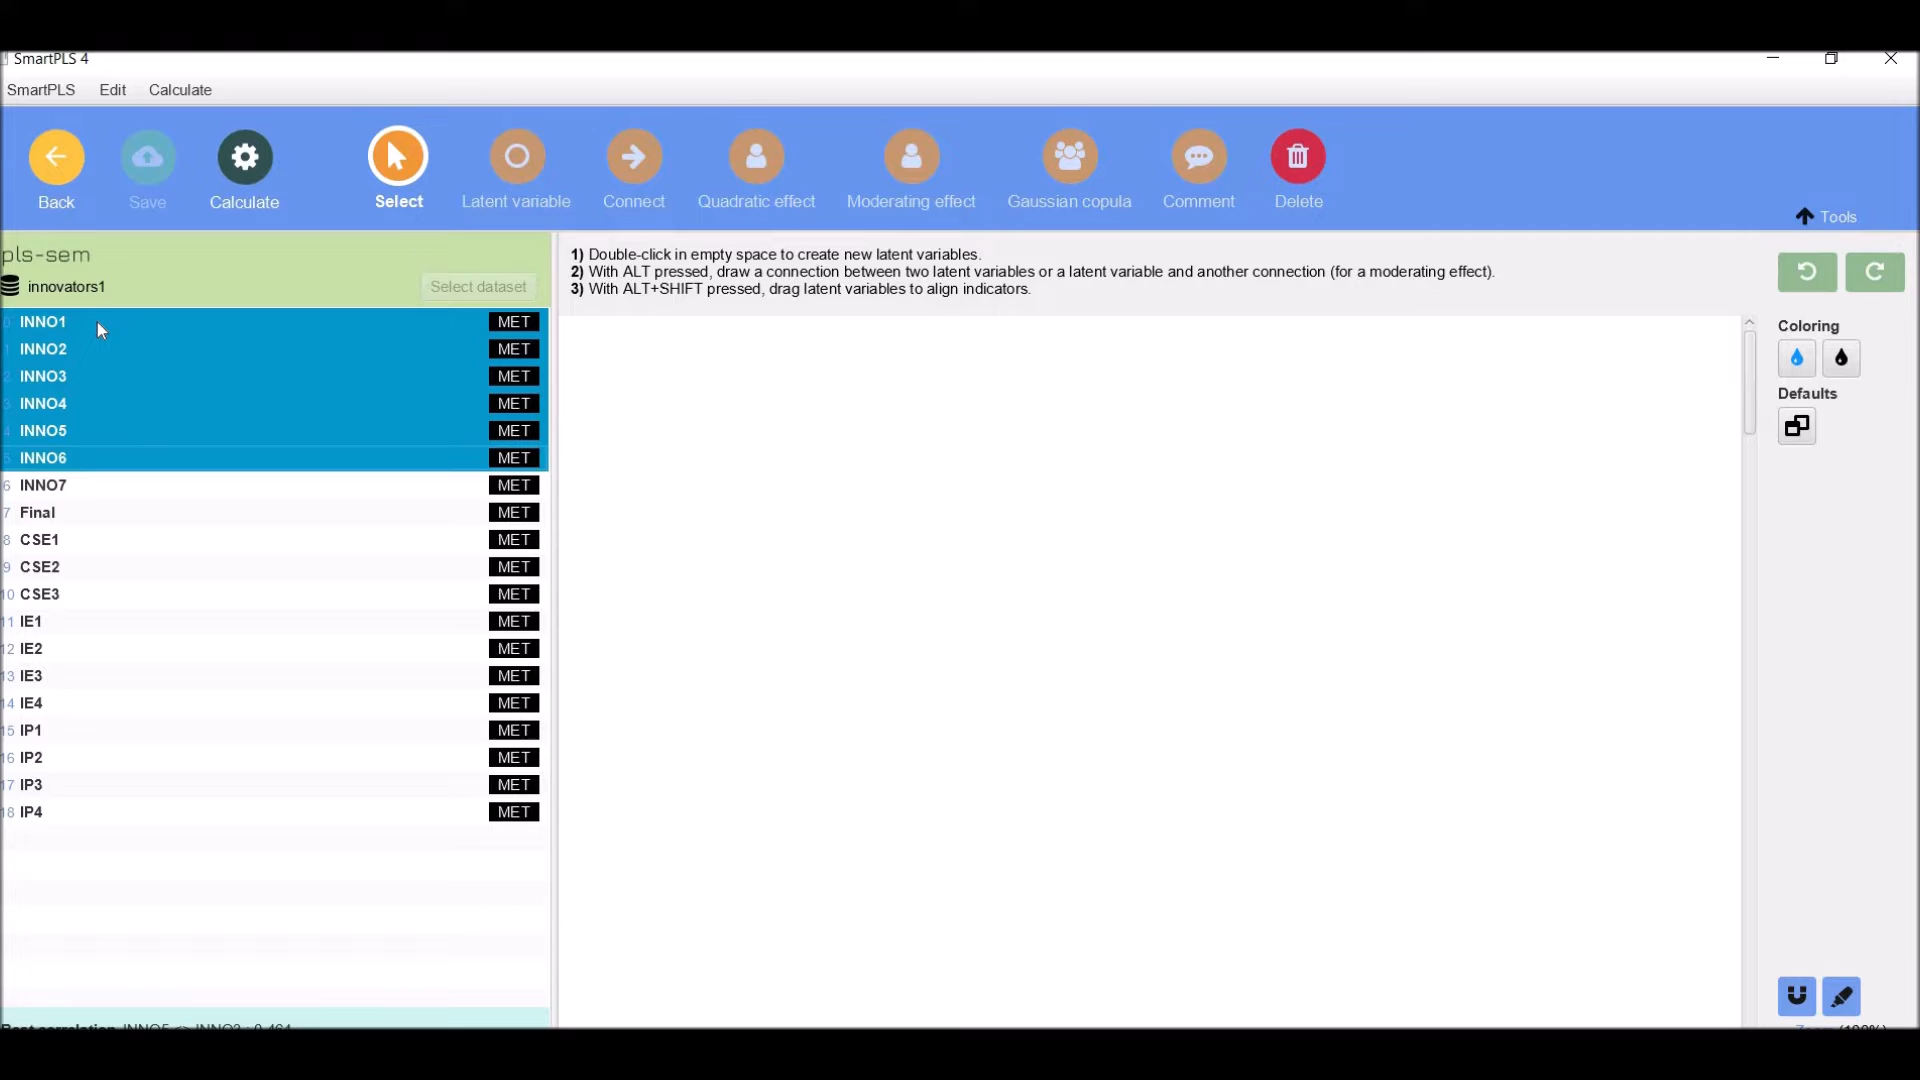 SmartPLS 4
SmartPLS Edit Calculate
Back Save Calculate Select Latent variable Connect Quadratic effect Moderating effect Gaussian copula Comment Delete
Tools
pls-sem
innovators1 Select dataset
1) Double-click in empty space to create new latent variables.
2) With ALT pressed, draw a connection between two latent variables or a latent variable and another connection (for a moderating effect).
3) With ALT+SHIFT pressed, drag latent variables to align indicators.
0 INNO1 MET
1 INNO2 MET
2 INNO3 MET
3 INNO4 MET
4 INNO5 MET
5 INNO6 MET
6 INNO7 MET
7 Final MET
8 CSE1 MET
9 CSE2 MET
10 CSE3 MET
11 IE1 MET
12 IE2 MET
13 IE3 MET
14 IE4 MET
15 IP1 MET
16 IP2 MET
17 IP3 MET
18 IP4 MET
Coloring
Defaults